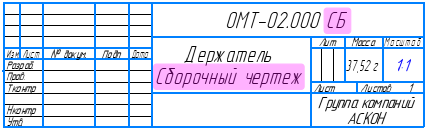 ОМТ-02.000 СБ
Изм. Лист № докум. Подп. Дата
Разраб.
Пров.
Т.контр.
Н.контр.
Утв.
Держатель
Сборочный чертеж
Лит. Масса Масштаб
37,52 г 1:1
Лист Листов 1
Группа компаний
АСКОН